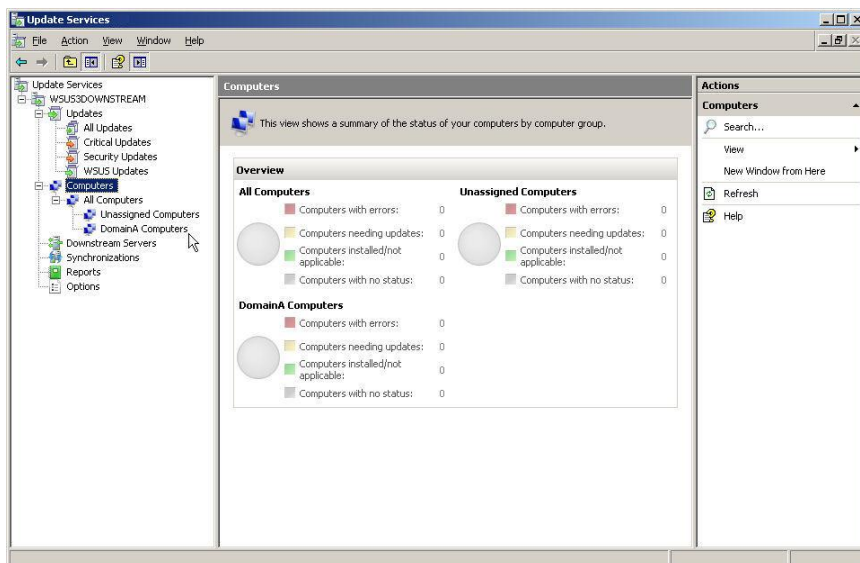 Update Services
File Action View Window Help
Update Services
WSUS3DOWNSTREAM
Updates
All Updates
Critical Updates
Security Updates
WSUS Updates
Computers
All Computers
Unassigned Computers
DomainA Computers
Downstream Servers
Synchronizations
Reports
Options
Computers
This view shows a summary of the status of your computers by computer group.
Overview
All Computers
Computers with errors: 0
Computers needing updates: 0
Computers installed/not applicable: 0
Computers with no status: 0
Unassigned Computers
Computers with errors: 0
Computers needing updates: 0
Computers installed/not applicable: 0
Computers with no status: 0
DomainA Computers
Computers with errors: 0
Computers needing updates: 0
Computers installed/not applicable: 0
Computers with no status: 0
Actions
Computers
Search...
View
New Window from Here
Refresh
Help